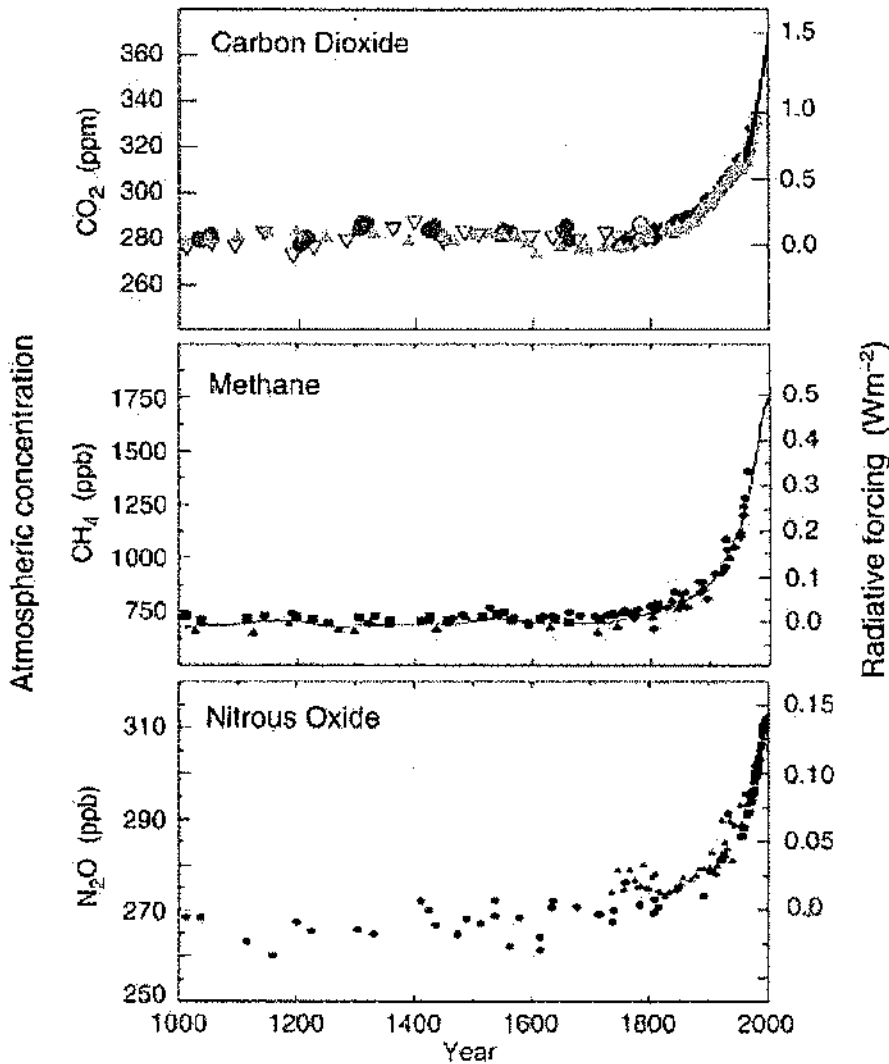 Carbon Dioxide
CO₂ (ppm)
360
340
320
300
280
260
1.5
1.0
0.5
0.0
Methane
CH₄ (ppb)
1750
1500
1250
1000
750
0.5
0.4
0.3
0.2
0.1
0.0
Nitrous Oxide
N₂O (ppb)
310
290
270
250
0.15
0.10
0.05
0.0
Atmospheric concentration
Radiative forcing (Wm⁻²)
1000 1200 1400 1600 1800 2000
Year